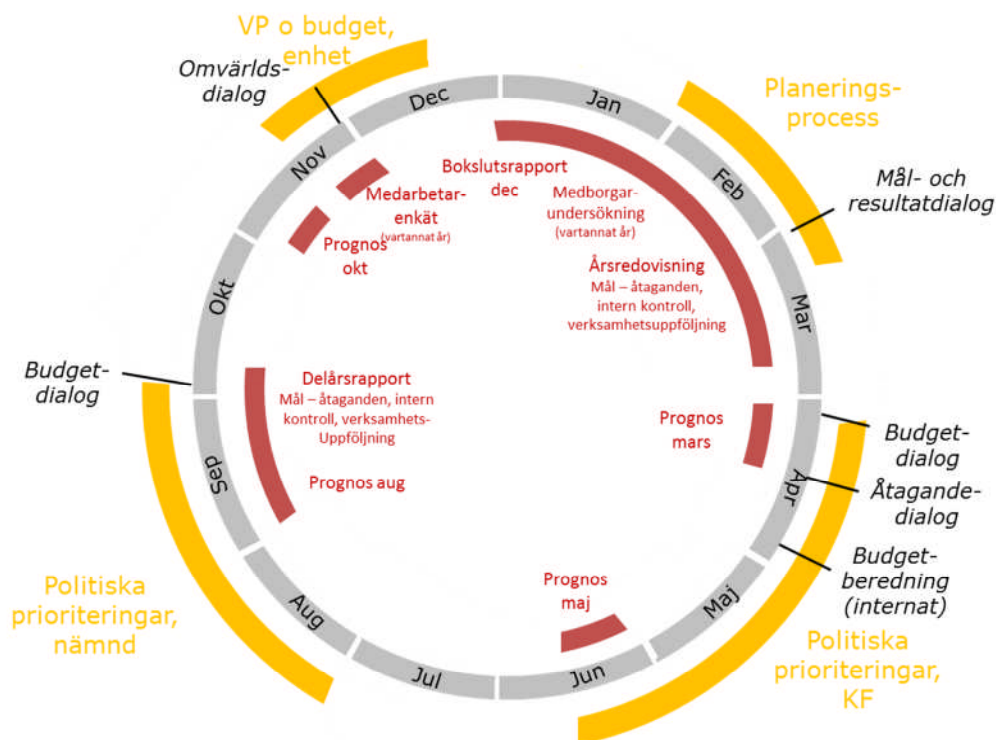 VP o budget,
enhet
Omvärlds-
dialog
Dec
Jan
Nov
Feb
Okt
Mar
Sep
Apr
Aug
Maj
Jul
Jun
Planerings-
process
Mål- och
resultatdialog
Bokslutsrapport
dec
Medborgar-
undersökning
(vartannat år)
Medarbetar-
enkät
(vartannat år)
Prognos
okt
Årsredovisning
Mål – åtaganden,
intern kontroll,
verksamhetsuppföljning
Budget-
dialog
Delårsrapport
Mål – åtaganden, intern
kontroll, verksamhets-
Uppföljning
Prognos aug
Prognos
mars
Budget-
dialog
Åtagande-
dialog
Budget-
beredning
(internat)
Prognos
maj
Politiska
prioriteringar,
nämnd
Politiska
prioriteringar,
KF